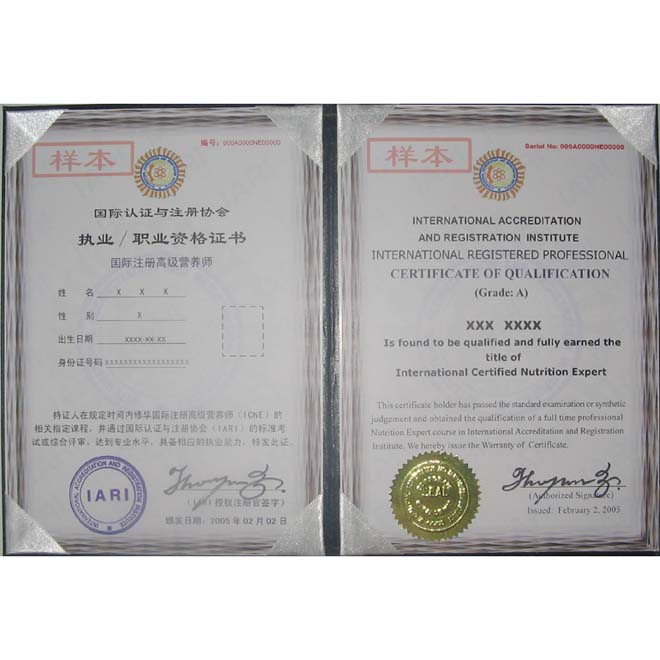 样本
编号：000A0000NE00000
国际认证与注册协会
执业／职业资格证书
国际注册高级营养师
姓 名 X X X
性 别 X
出生日期 XXXX-XX-XX
身份证号码 XXXXXXXXXXXXXXXXXX
持证人在规定时间内修毕国际注册高级营养师（ICNE）的
相关指定课程，并通过国际认证与注册协会（IARI）的标准考
试或综合评审，达到专业水平，具备相应的执业能力，特发此证。
INTERNATIONAL ACCREDITATION AND REGISTRATION INSTITUTE
IARI
（IARI 授权注册官签字）
颁发日期：2005 年 02 月 02 日
样本
Serial No: 000A0000NE00000
INTERNATIONAL ACCREDITATION
AND REGISTRATION INSTITUTE
INTERNATIONAL REGISTERED PROFESSIONAL
CERTIFICATE OF QUALIFICATION
(Grade: A)
XXX XXXX
Is found to be qualified and fully earned the
title of
International Certified Nutrition Expert
This certificate holder has passed the standard examination or synthetic
judgement and obtained the qualification of a full time professional
Nutrition Expert course in International Accreditation and Registration
Institute. We hereby issue the Warranty of Certificate.
SEAL
(Authorized Signature)
Issued: February 2, 2005